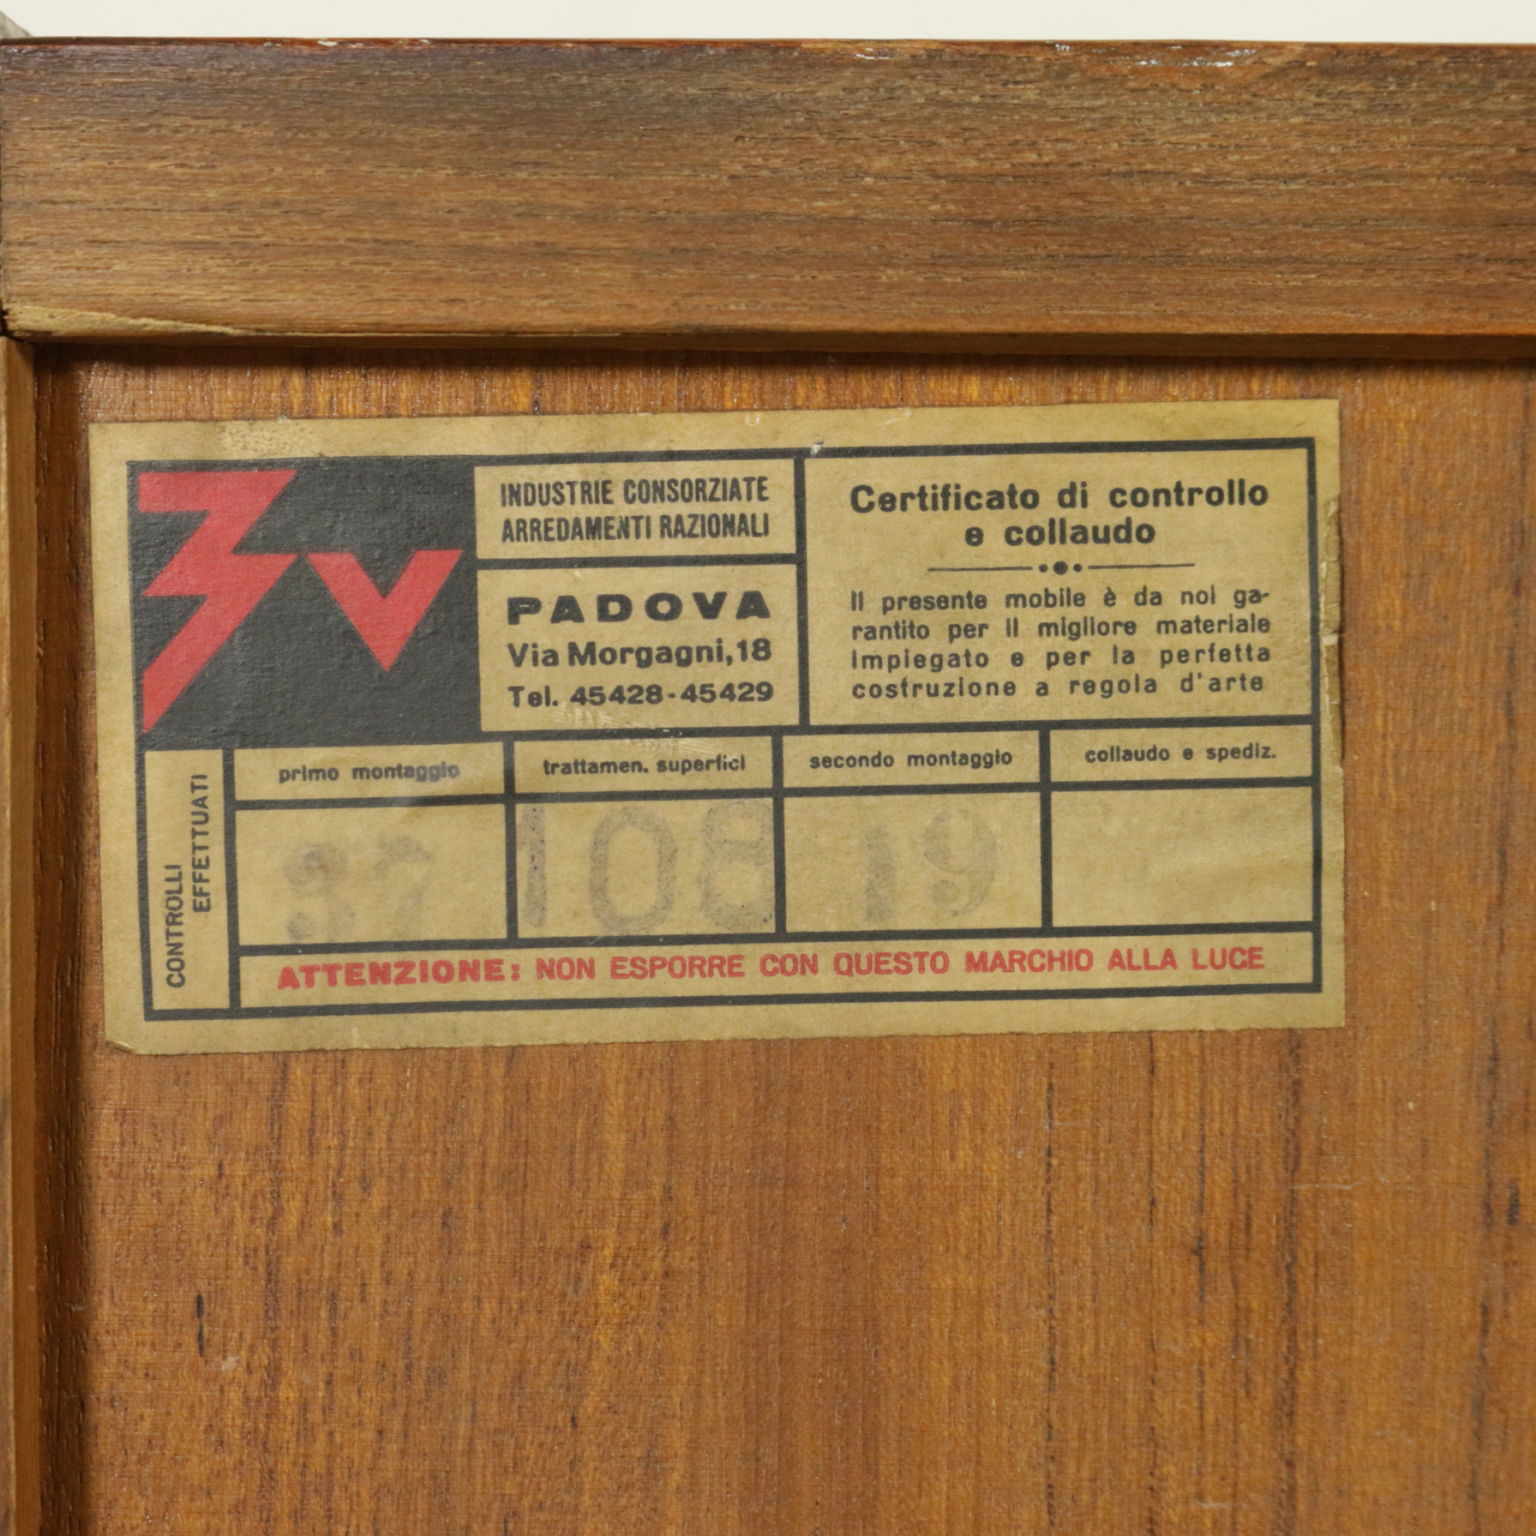 3V
INDUSTRIE CONSORZIATE
ARREDAMENTI RAZIONALI
PADOVA
Via Morgagni,18
Tel. 45428-45429
Certificato di controllo
e collaudo
Il presente mobile è da noi ga-
rantito per il migliore materiale
impiegato e per la perfetta
costruzione a regola d'arte
CONTROLLI
EFFETTUATI
primo montaggio
trattamen. superfici
secondo montaggio
collaudo e spediz.
37
108
19
ATTENZIONE: NON ESPORRE CON QUESTO MARCHIO ALLA LUCE